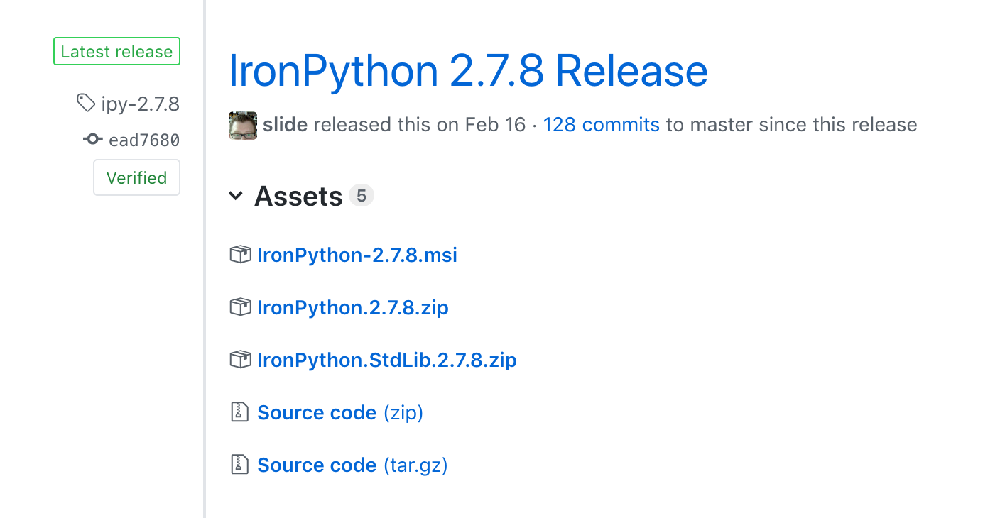 Latest release
ipy-2.7.8
ead7680
Verified
IronPython 2.7.8 Release
slide released this on Feb 16 · 128 commits to master since this release
Assets 5
IronPython-2.7.8.msi
IronPython.2.7.8.zip
IronPython.StdLib.2.7.8.zip
Source code (zip)
Source code (tar.gz)